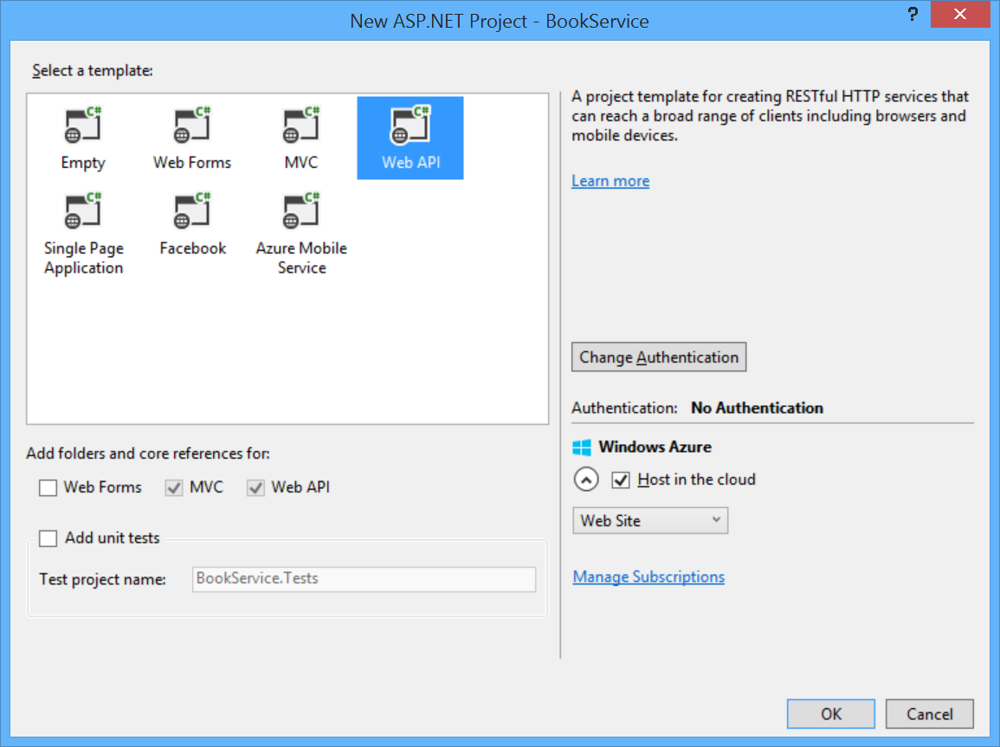 New ASP.NET Project - BookService
?
Select a template:
C# C# C# C#
Empty Web Forms MVC Web API
C# C# C#
Single Page Facebook Azure Mobile
Application Service
A project template for creating RESTful HTTP services that
can reach a broad range of clients including browsers and
mobile devices.
Learn more
Change Authentication
Authentication: No Authentication
Windows Azure
Host in the cloud
Web Site
Manage Subscriptions
Add folders and core references for:
Web Forms MVC Web API
Add unit tests
Test project name: BookService.Tests
OK Cancel